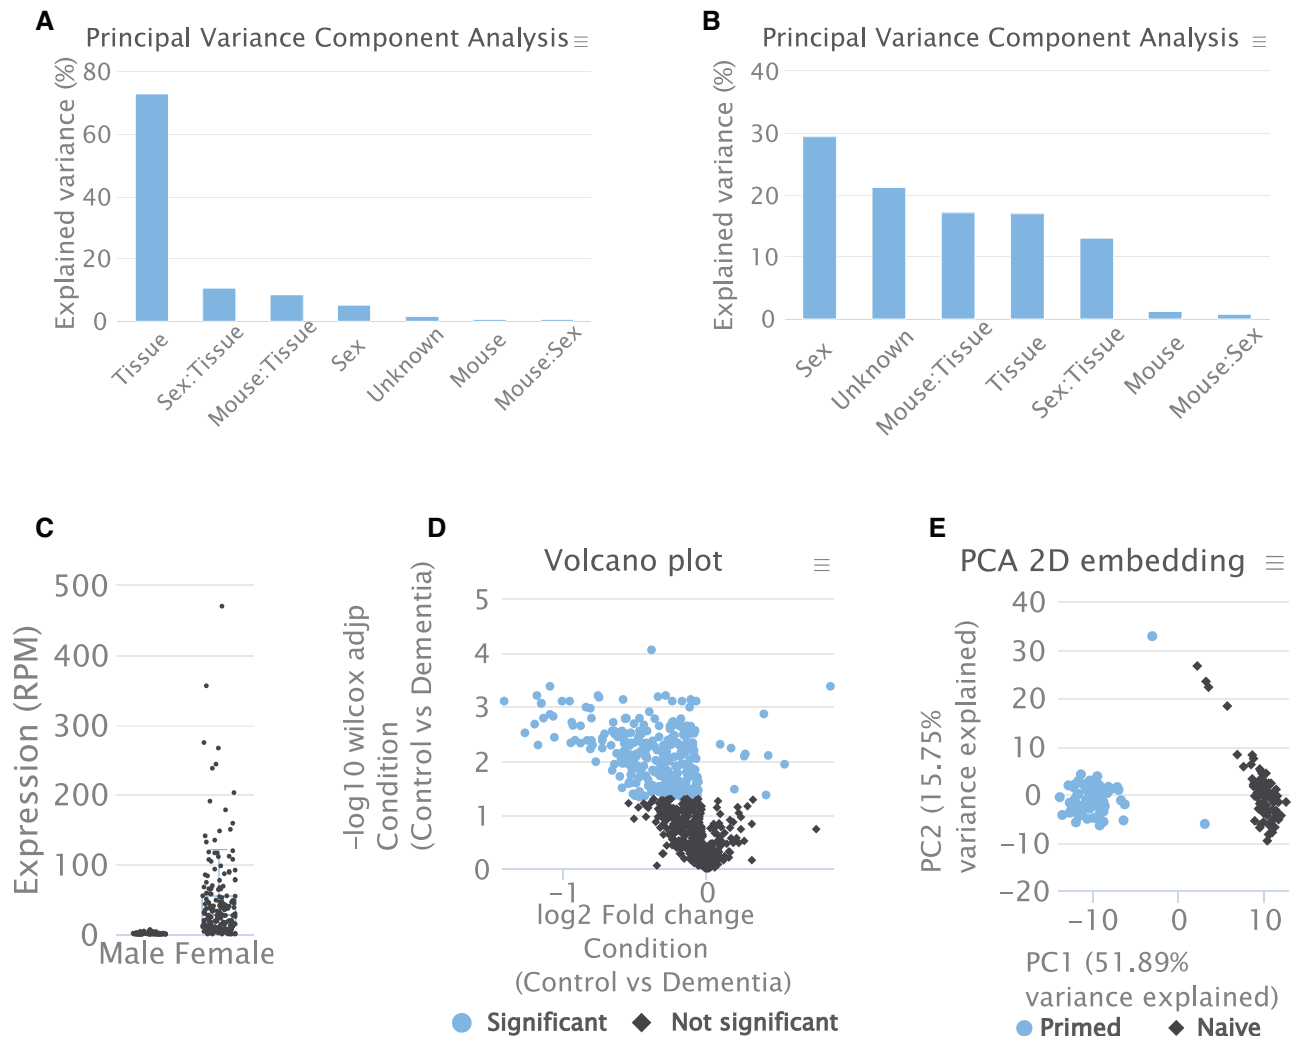 A
Principal Variance Component Analysis
Explained variance (%)
80
60
40
20
0
Tissue
Sex:Tissue
Mouse:Tissue
Sex
Unknown
Mouse
Mouse:Sex
B
Principal Variance Component Analysis
Explained variance (%)
40
30
20
10
0
Sex
Unknown
Mouse:Tissue
Tissue
Sex:Tissue
Mouse
Mouse:Sex
C
Expression (RPM)
500
400
300
200
100
0
Male Female
D
Volcano plot
−log10 wilcox adjp
Condition
(Control vs Dementia)
5
4
3
2
1
0
−1 0
log2 Fold change
Condition
(Control vs Dementia)
Significant Not significant
E
PCA 2D embedding
PC2 (15.75%
variance explained)
40
30
20
10
0
−10
−20
−10 0 10
PC1 (51.89%
variance explained)
Primed Naive